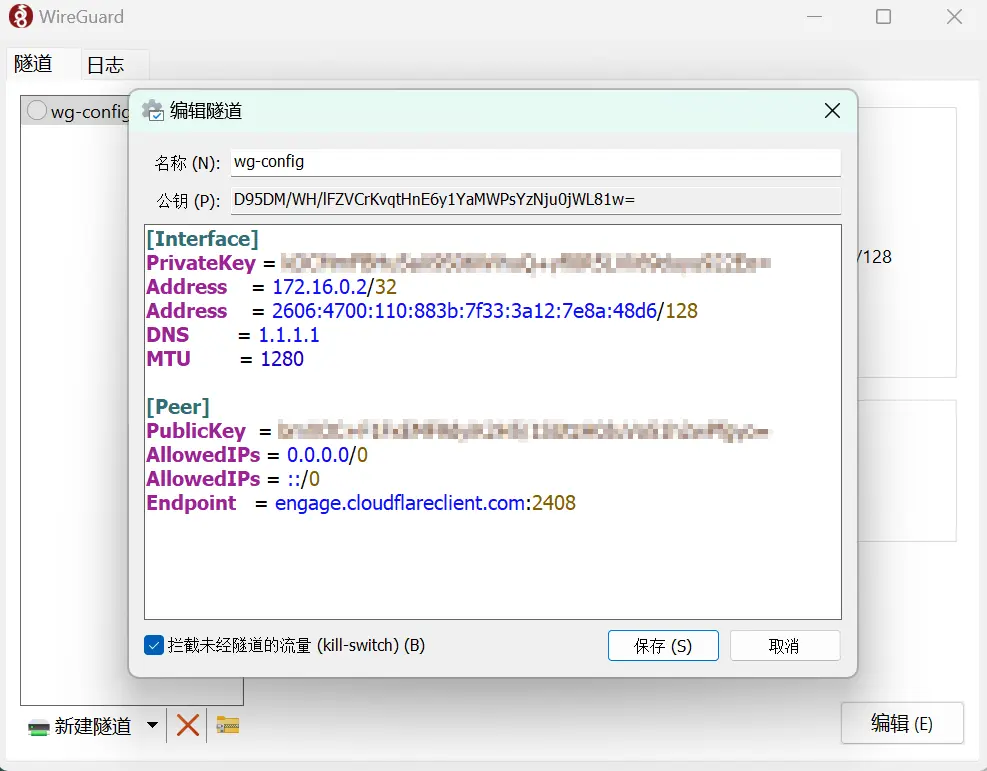 WireGuard
隧道
日志
wg-config
编辑隧道
名称 (N): wg-config
公钥 (P): D95DM/WH/lFZVCrKvqtHnE6y1YaMWPsYzNju0jWL81w=
[Interface]
PrivateKey =
Address = 172.16.0.2/32
Address = 2606:4700:110:883b:7f33:3a12:7e8a:48d6/128
DNS = 1.1.1.1
MTU = 1280
[Peer]
PublicKey =
AllowedIPs = 0.0.0.0/0
AllowedIPs = ::/0
Endpoint = engage.cloudflareclient.com:2408
/128
拦截未经隧道的流量 (kill-switch) (B)
保存 (S)
取消
新建隧道
编辑 (E)